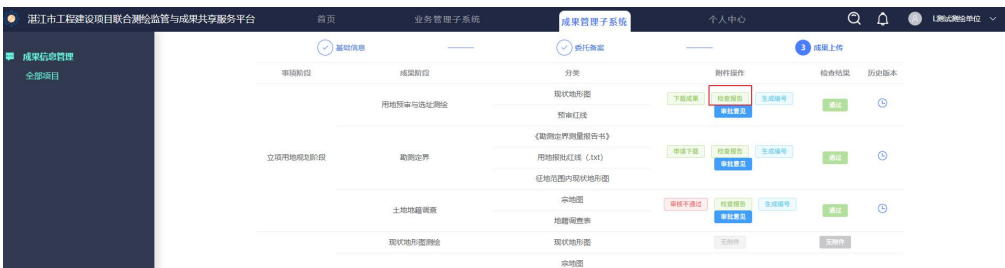 湛江市工程建设项目联合测绘监管与成果共享服务平台 首页 业务管理子系统 成果管理子系统 个人中心 L测试测绘单位
成果信息管理
全部项目
基础信息 委托备案 3 成果上传
事项阶段 成果阶段 分类 附件操作 检查结果 历史版本
立项用地规划阶段
用地预审与选址测绘
现状地形图
预审红线
下载成果 检查报告 生成编号
审批意见
通过
勘测定界
《勘测定界测量报告书》
用地报批红线（.txt）
征地范围内现状地形图
申请下载 检查报告 生成编号
审批意见
通过
土地地籍调查
宗地图
地籍调查表
审核不通过 检查报告 生成编号
审批意见
通过
现状地形图测绘 现状地形图 无附件 无附件
宗地图